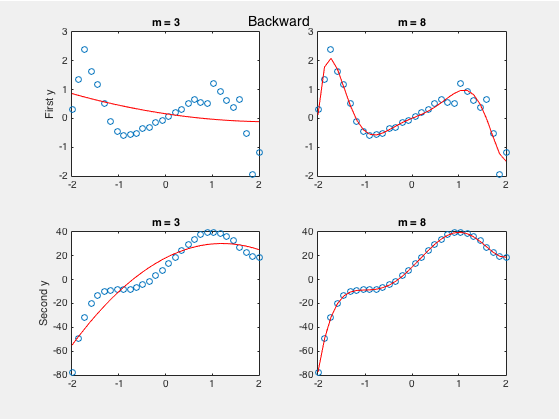 Backward
m = 3
m = 8
First y
3
2
1
0
-1
-2
-2 -1 0 1 2
3
2
1
0
-1
-2
-2 -1 0 1 2
m = 3
m = 8
Second y
40
20
0
-20
-40
-60
-80
-2 -1 0 1 2
40
20
0
-20
-40
-60
-80
-2 -1 0 1 2